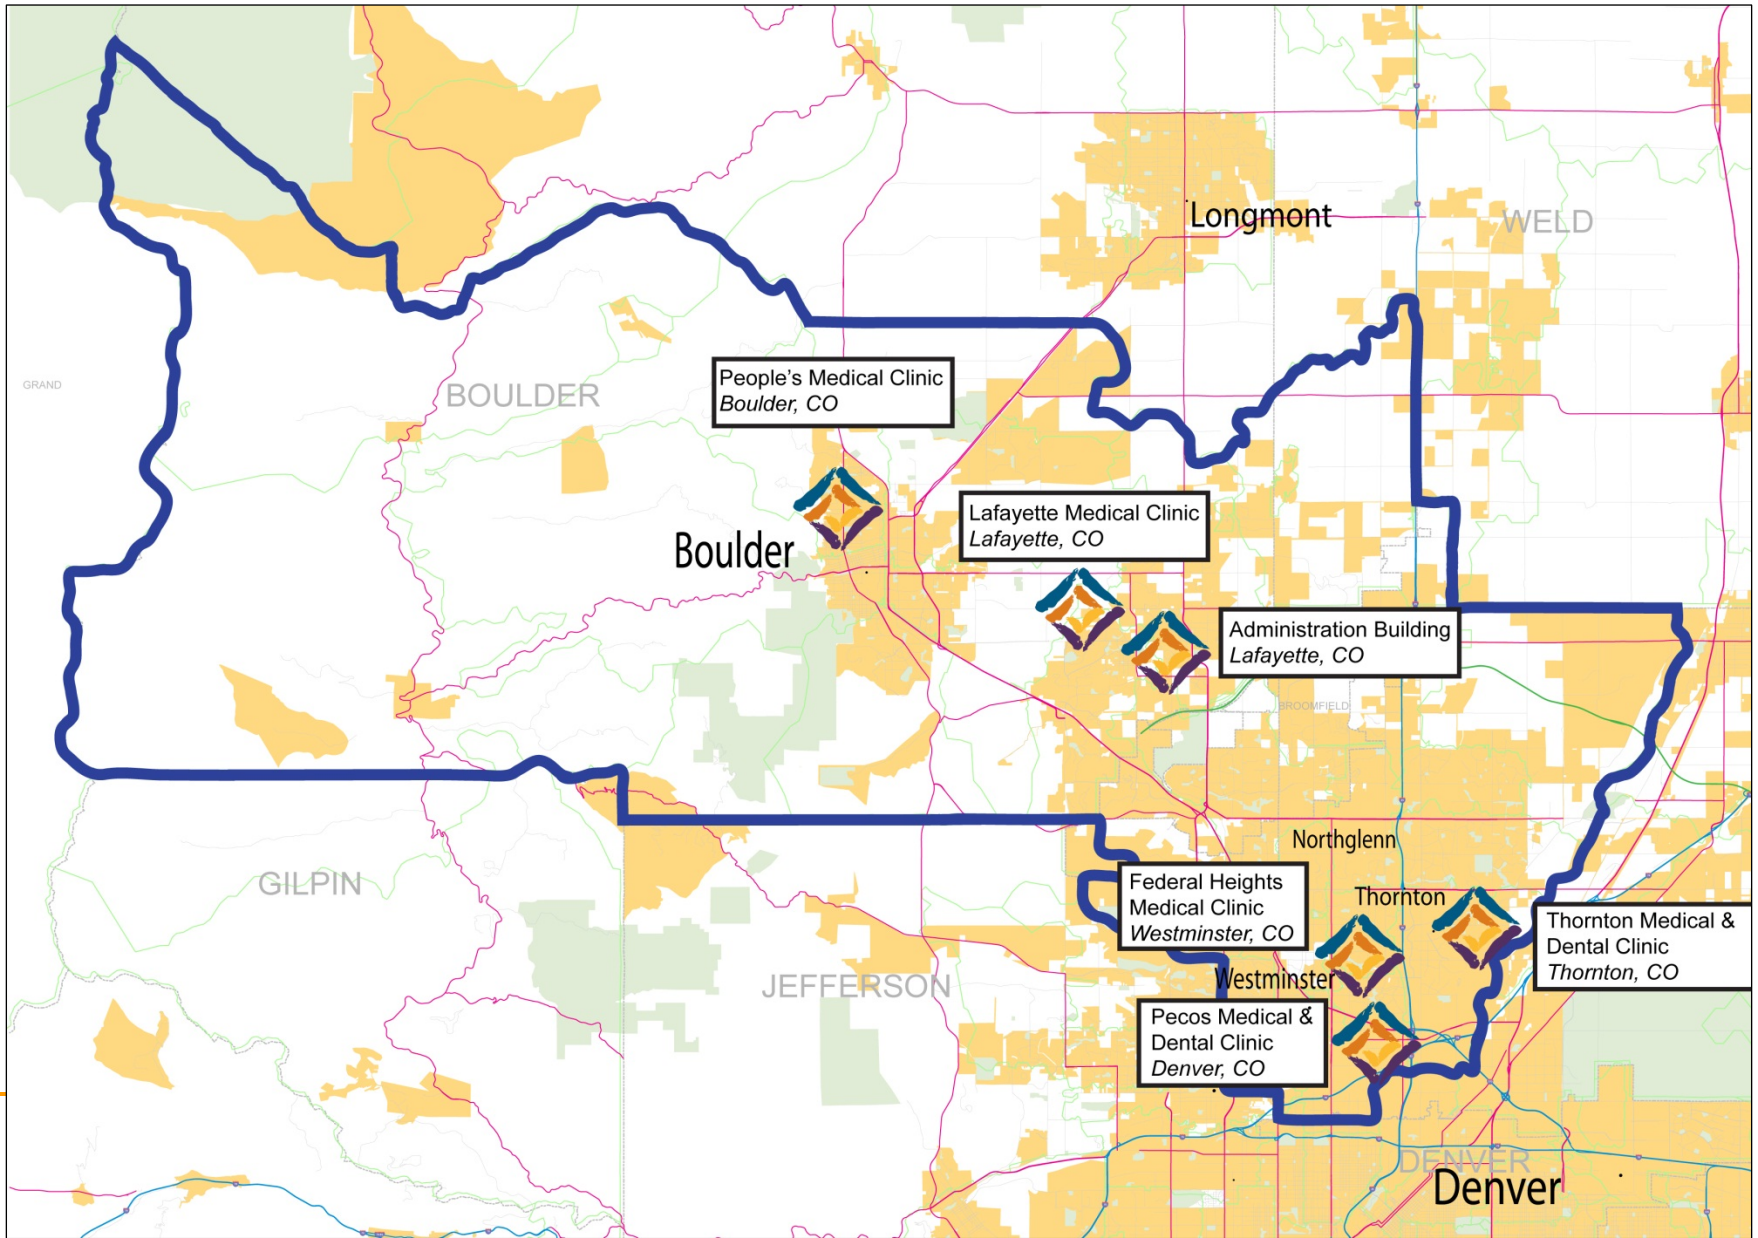 Longmont
WELD
GRAND
BOULDER
People's Medical Clinic
Boulder, CO
Lafayette Medical Clinic
Lafayette, CO
Boulder
Administration Building
Lafayette, CO
BROOMFIELD
Northglenn
GILPIN
Federal Heights
Medical Clinic
Westminster, CO
Thornton
Thornton Medical &
Dental Clinic
Thornton, CO
JEFFERSON
Westminster
Pecos Medical &
Dental Clinic
Denver, CO
DENVER
Denver